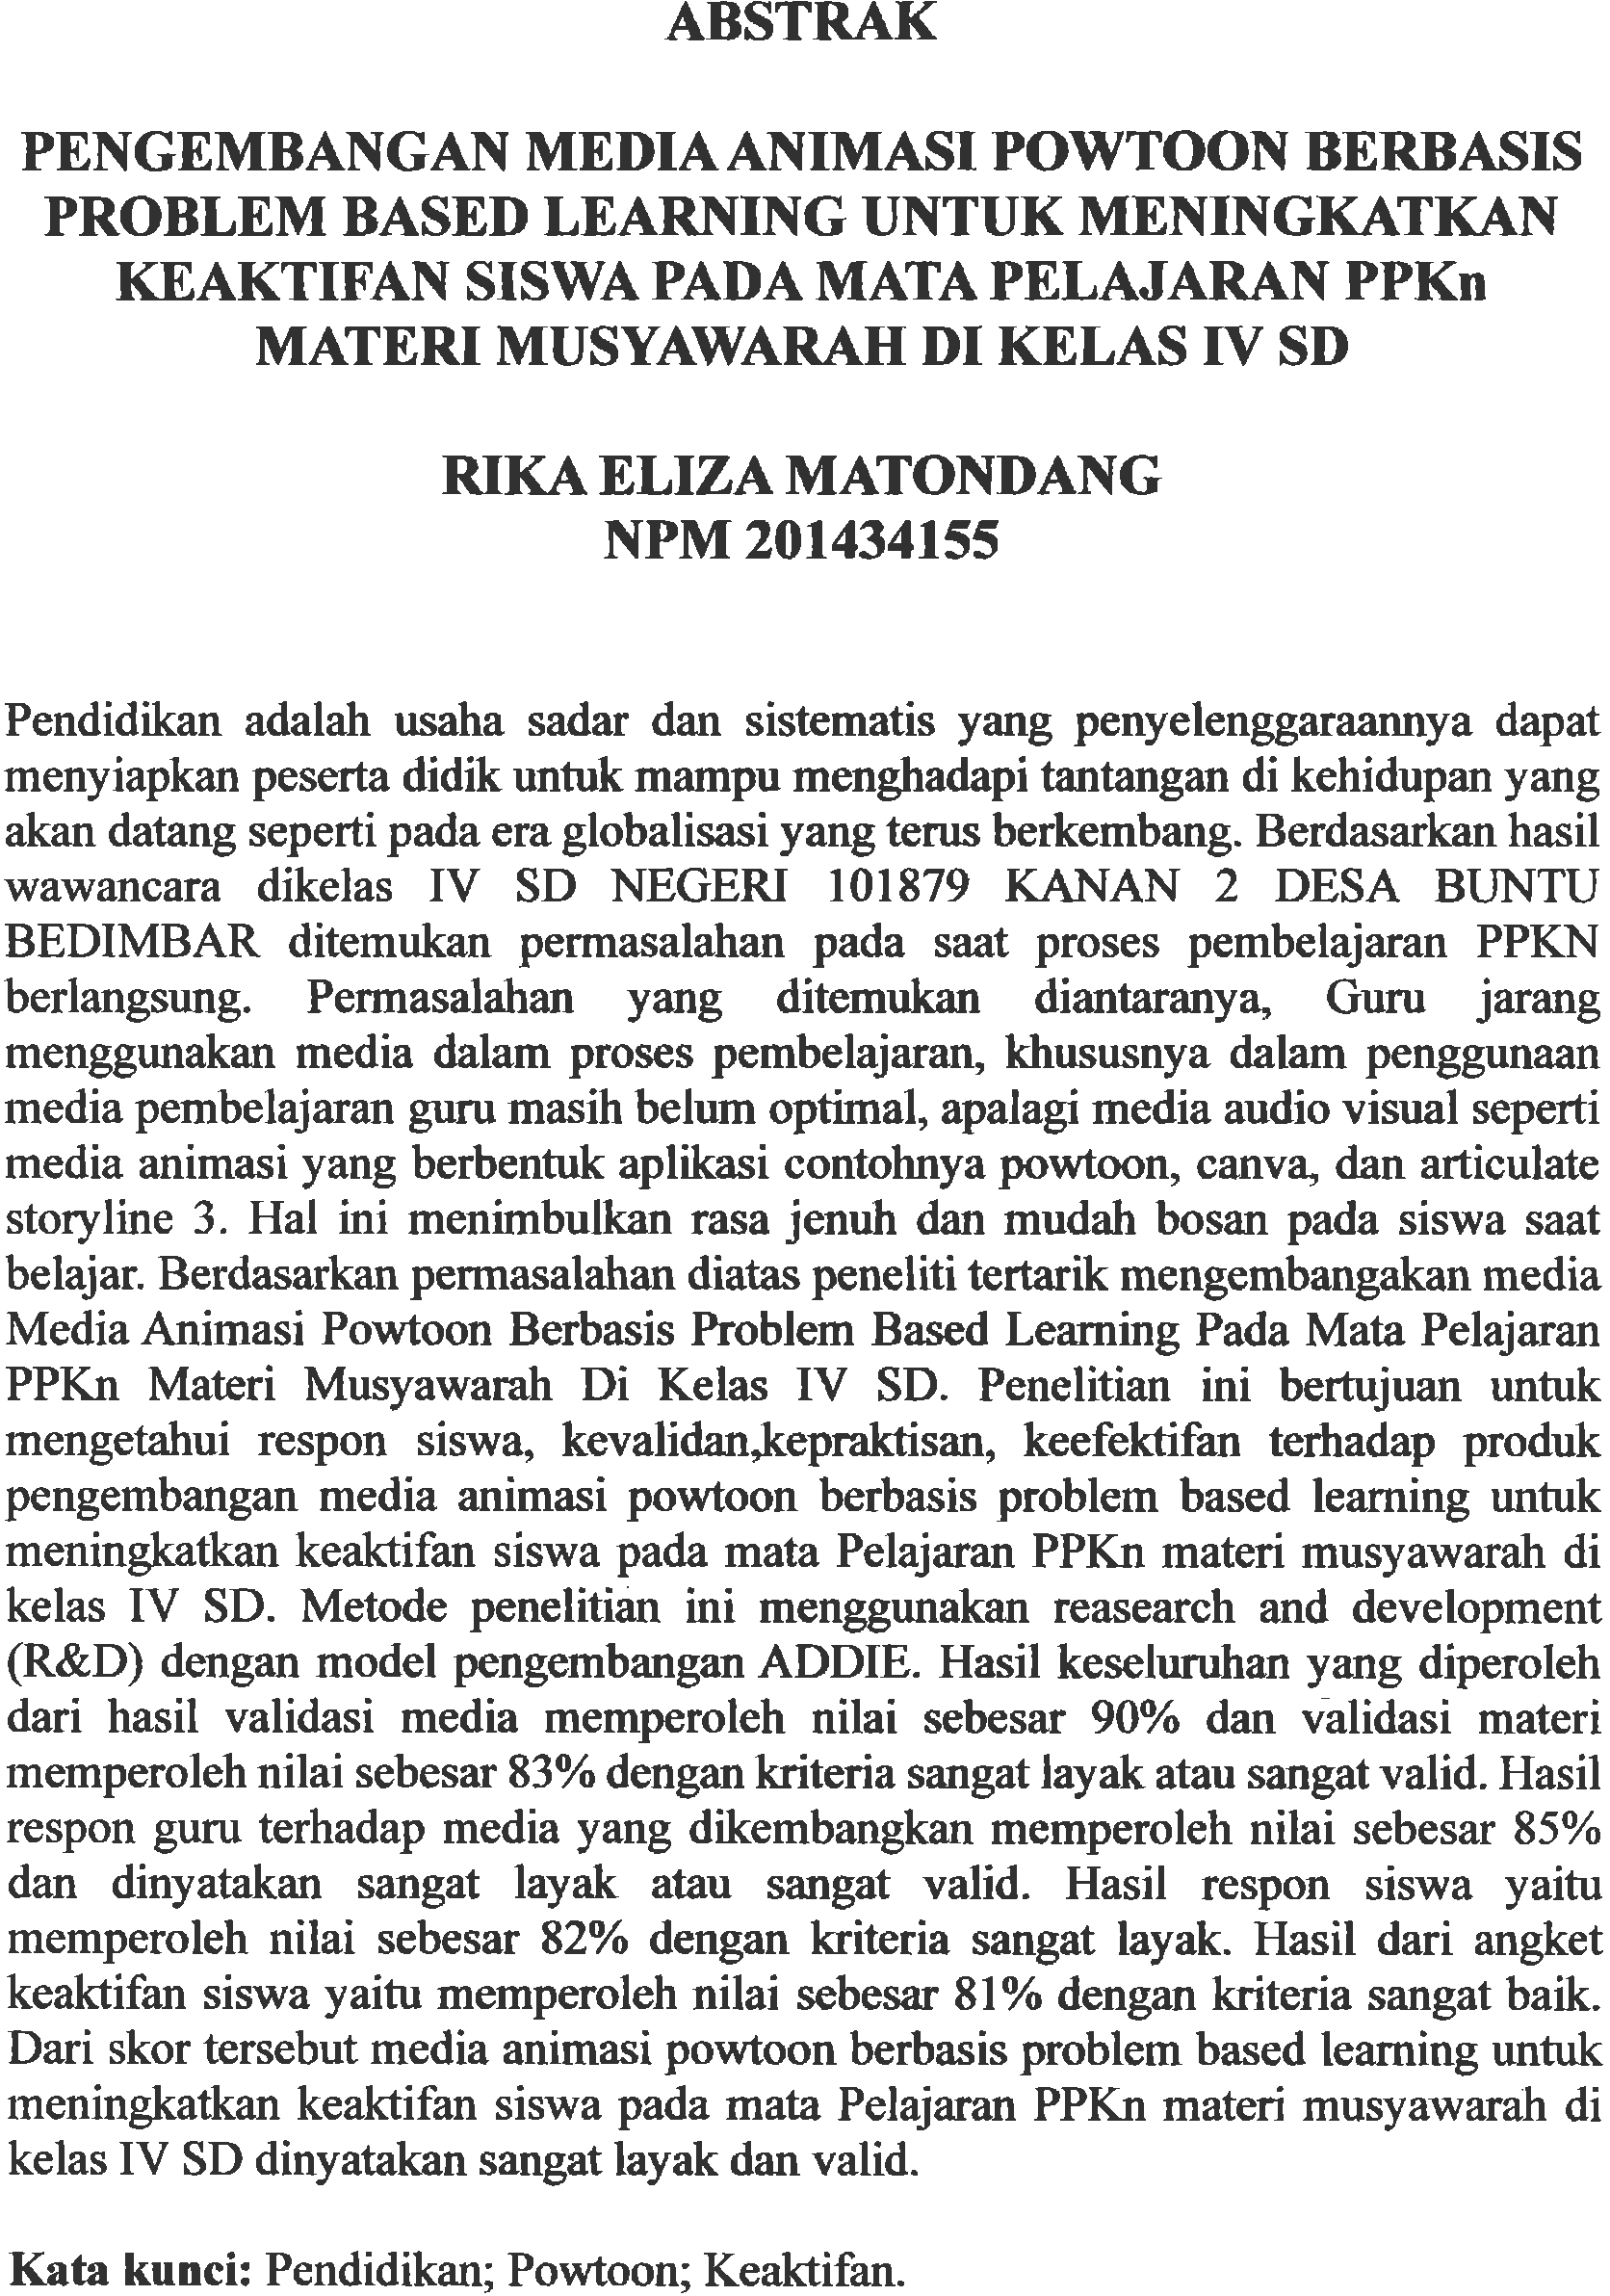 ABSTRAK
PENGEMBANGAN MEDIA ANIMASI POWTOON BERBASIS
PROBLEM BASED LEARNING UNTUK MENINGKATKAN
KEAKTIFAN SISWA PADA MATA PELAJARAN PPKn
MATERI MUSYAWARAH DI KELAS IV SD
RIKA ELIZA MATONDANG
NPM 201434155
Pendidikan adalah usaha sadar dan sistematis yang penyelenggaraannya dapat
menyiapkan peserta didik untuk mampu menghadapi tantangan di kehidupan yang
akan datang seperti pada era globalisasi yang terus berkembang. Berdasarkan hasil
wawancara dikelas IV SD NEGERI 101879 KANAN 2 DESA BUNTU
BEDIMBAR ditemukan permasalahan pada saat proses pembelajaran PPKN
berlangsung. Permasalahan yang ditemukan diantaranya, Guru jarang
menggunakan media dalam proses pembelajaran, khususnya dalam penggunaan
media pembelajaran guru masih belum optimal, apalagi media audio visual seperti
media animasi yang berbentuk aplikasi contohnya powtoon, canva, dan articulate
storyline 3. Hal ini menimbulkan rasa jenuh dan mudah bosan pada siswa saat
belajar. Berdasarkan permasalahan diatas peneliti tertarik mengembangakan media
Media Animasi Powtoon Berbasis Problem Based Learning Pada Mata Pelajaran
PPKn Materi Musyawarah Di Kelas IV SD. Penelitian ini bertujuan untuk
mengetahui respon siswa, kevalidan,kepraktisan, keefektifan terhadap produk
pengembangan media animasi powtoon berbasis problem based learning untuk
meningkatkan keaktifan siswa pada mata Pelajaran PPKn materi musyawarah di
kelas IV SD. Metode penelitian ini menggunakan reasearch and development
(R&D) dengan model pengembangan ADDIE. Hasil keseluruhan yang diperoleh
dari hasil validasi media memperoleh nilai sebesar 90% dan validasi materi
memperoleh nilai sebesar 83% dengan kriteria sangat layak atau sangat valid. Hasil
respon guru terhadap media yang dikembangkan memperoleh nilai sebesar 85%
dan dinyatakan sangat layak atau sangat valid. Hasil respon siswa yaitu
memperoleh nilai sebesar 82% dengan kriteria sangat layak. Hasil dari angket
keaktifan siswa yaitu memperoleh nilai sebesar 81% dengan kriteria sangat baik.
Dari skor tersebut media animasi powtoon berbasis problem based learning untuk
meningkatkan keaktifan siswa pada mata Pelajaran PPKn materi musyawarah di
kelas IV SD dinyatakan sangat layak dan valid.
Kata kunci: Pendidikan; Powtoon; Keaktifan.